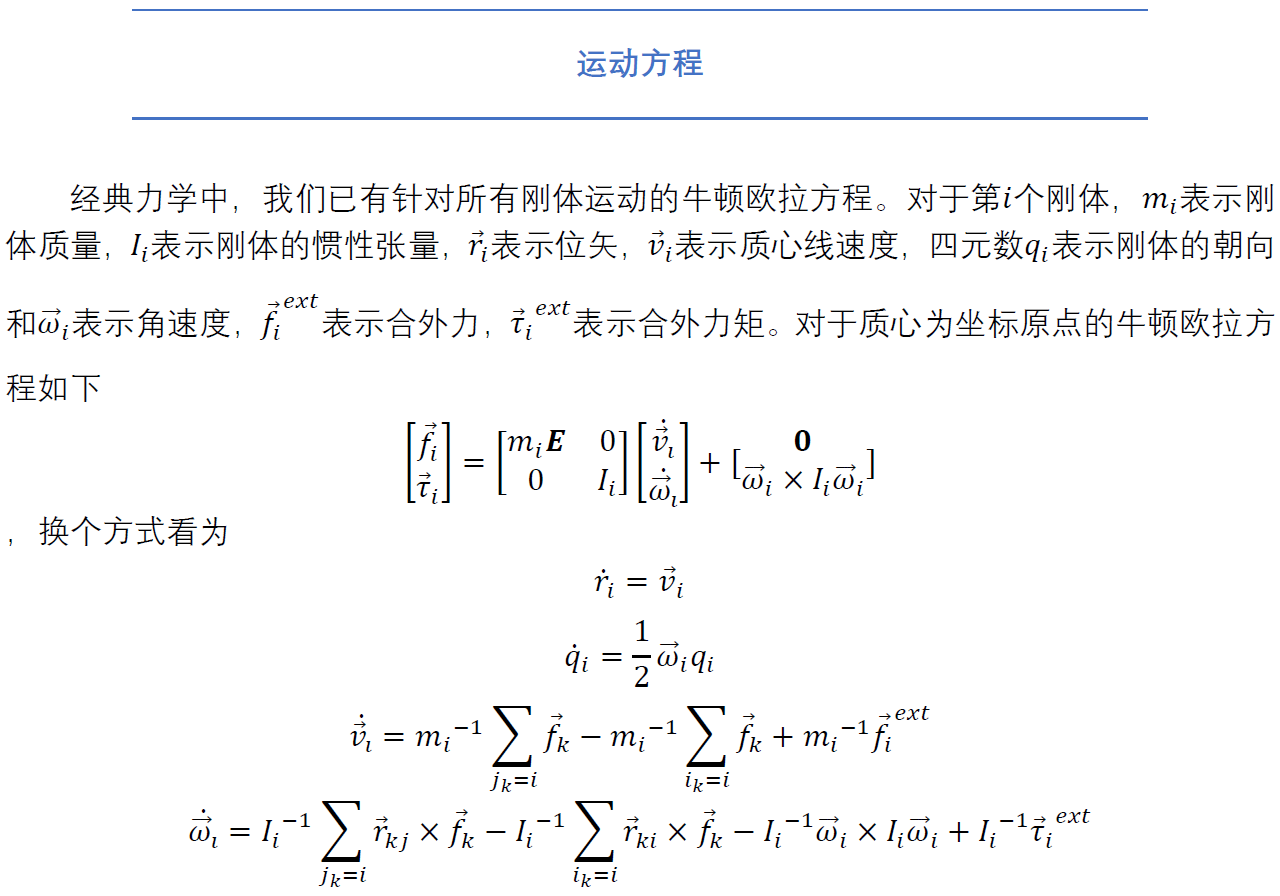 运动方程
经典力学中，我们已有针对所有刚体运动的牛顿欧拉方程。对于第$i$个刚体，$m_i$表示刚
体质量，$I_i$表示刚体的惯性张量，$\vec{r}_i$表示位矢，$\vec{v}_i$表示质心线速度，四元数$q_i$表示刚体的朝向
和$\vec{\omega}_i$表示角速度，$\vec{f}_i^{ext}$表示合外力，$\vec{\tau}_i^{ext}$表示合外力矩。对于质心为坐标原点的牛顿欧拉方
程如下
$\begin{bmatrix} \vec{f}_i \\ \vec{\tau}_i \end{bmatrix} = \begin{bmatrix} m_i \boldsymbol{E} & 0 \\ 0 & I_i \end{bmatrix} \begin{bmatrix} \dot{\vec{v}}_i \\ \dot{\vec{\omega}}_i \end{bmatrix} + [\begin{matrix} \mathbf{0} \\ \vec{\omega}_i \times I_i \vec{\omega}_i \end{matrix}]$
，换个方式看为
$\dot{r}_i = \vec{v}_i$
$\dot{q}_i = \frac{1}{2} \vec{\omega}_i q_i$
$\dot{\vec{v}}_i = m_i^{-1} \sum_{j_k=i} \vec{f}_k - m_i^{-1} \sum_{i_k=i} \vec{f}_k + m_i^{-1} \vec{f}_i^{ext}$
$\dot{\vec{\omega}}_i = I_i^{-1} \sum_{j_k=i} \vec{r}_{kj} \times \vec{f}_k - I_i^{-1} \sum_{i_k=i} \vec{r}_{ki} \times \vec{f}_k - I_i^{-1} \vec{\omega}_i \times I_i \vec{\omega}_i + I_i^{-1} \vec{\tau}_i^{ext}$